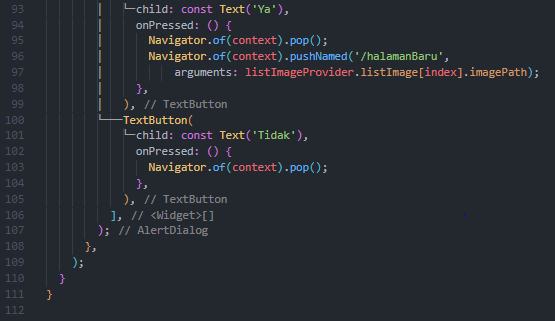 93 child: const Text('Ya'),
94 onPressed: () {
95 Navigator.of(context).pop();
96 Navigator.of(context).pushNamed('/halamanBaru',
97 arguments: listImageProvider.listImage[index].imagePath);
98 },
99 ), // TextButton
100 TextButton(
101 child: const Text('Tidak'),
102 onPressed: () {
103 Navigator.of(context).pop();
104 },
105 ), // TextButton
106 ], // <Widget>[]
107 ); // AlertDialog
108 },
109 );
110 }
111 }
112